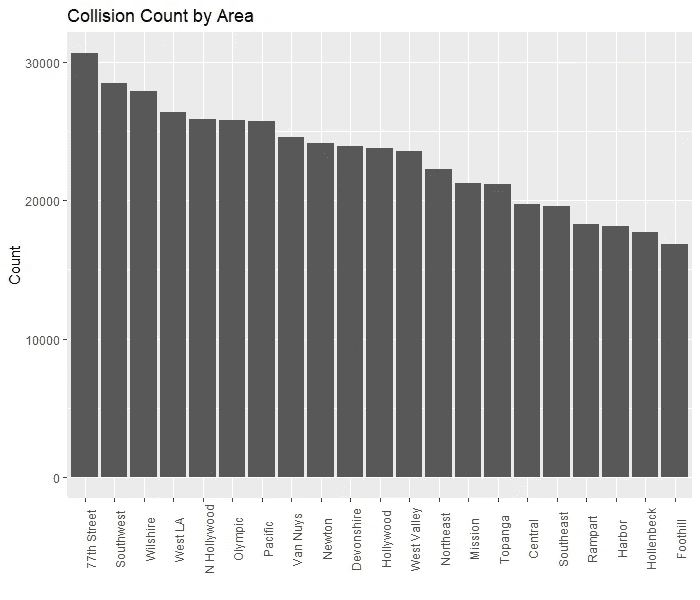 Collision Count by Area
Count
30000
20000
10000
0
77th Street
Southwest
Wilshire
West LA
N Hollywood
Olympic
Pacific
Van Nuys
Newton
Devonshire
Hollywood
West Valley
Northeast
Mission
Topanga
Central
Southeast
Rampart
Harbor
Hollenbeck
Foothill